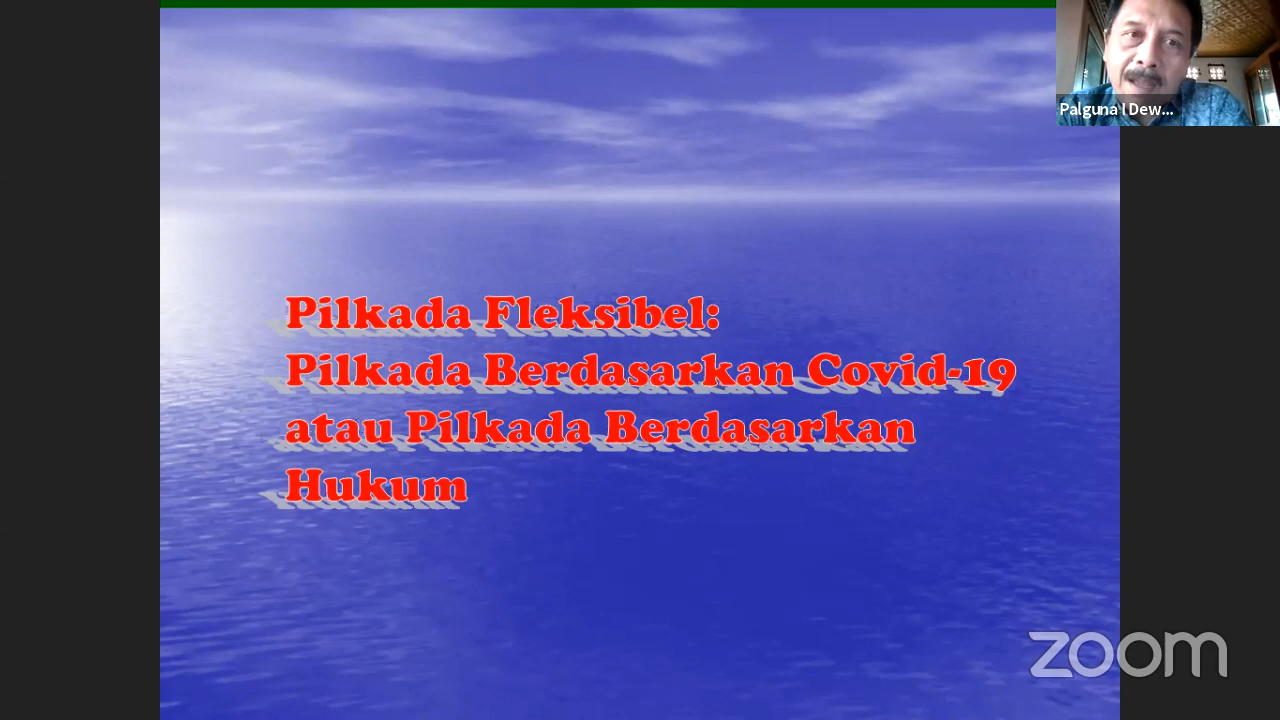 Palguna I Dew...
Pilkada Fleksibel:
Pilkada Berdasarkan Covid-19
atau Pilkada Berdasarkan
Hukum
zoom